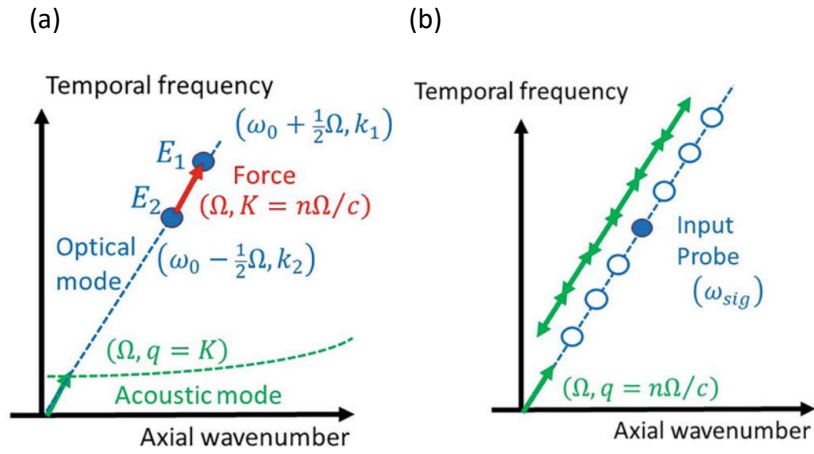 (a)
Temporal frequency
(ω₀ + ½Ω, k₁)
E₁
Force
E₂
(Ω, K = nΩ/c)
Optical
mode
(ω₀ − ½Ω, k₂)
(Ω, q = K)
Acoustic mode
Axial wavenumber
(b)
Temporal frequency
Input
Probe
(ω_sig)
(Ω, q = nΩ/c)
Axial wavenumber